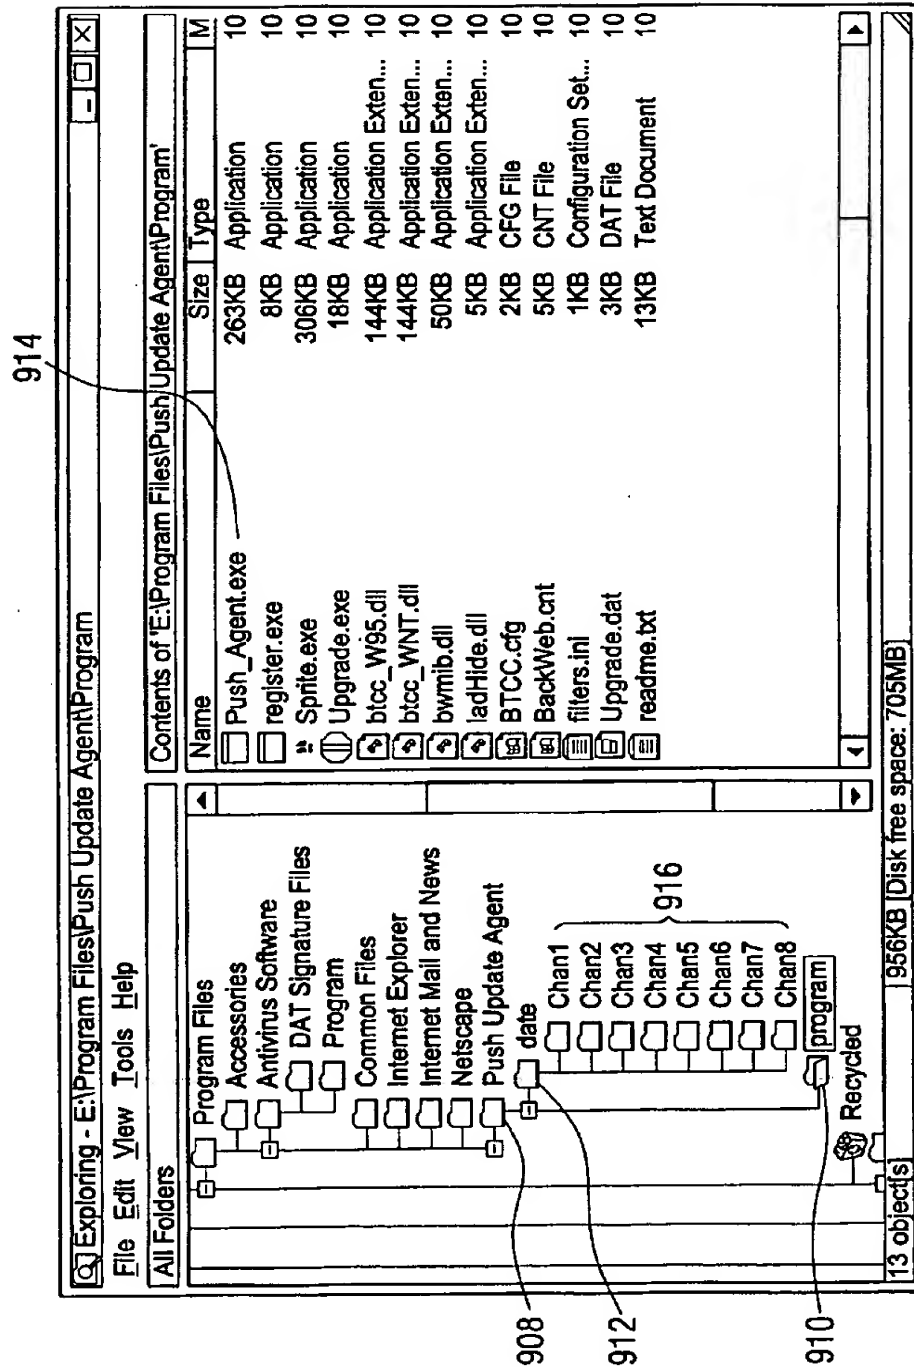 914
Exploring - E:\Program Files\Push Update Agent\Program
File Edit View Tools Help
All Folders
Contents of 'E:\Program Files\Push Update Agent\Program'
Program Files
Accessories
Antivirus Software
DAT Signature Files
Program
Common Files
Internet Explorer
Internet Mail and News
Netscape
Push Update Agent
date
Chan1
Chan2
Chan3
Chan4
Chan5
Chan6
Chan7
Chan8
916
program
Recycled
Name Size Type M
Push_Agent.exe 263KB Application 10
register.exe 8KB Application 10
Sprite.exe 306KB Application 10
Upgrade.exe 18KB Application 10
btcc_W95.dll 144KB Application Exten... 10
btcc_WNT.dll 144KB Application Exten... 10
bwmib.dll 50KB Application Exten... 10
ladHide.dll 5KB Application Exten... 10
BTCC.cfg 2KB CFG File 10
BackWeb.cnt 5KB CNT File 10
filters.ini 1KB Configuration Set... 10
Upgrade.dat 3KB DAT File 10
readme.txt 13KB Text Document 10
13 object[s] 956KB [Disk free space: 705MB]
908
912
910